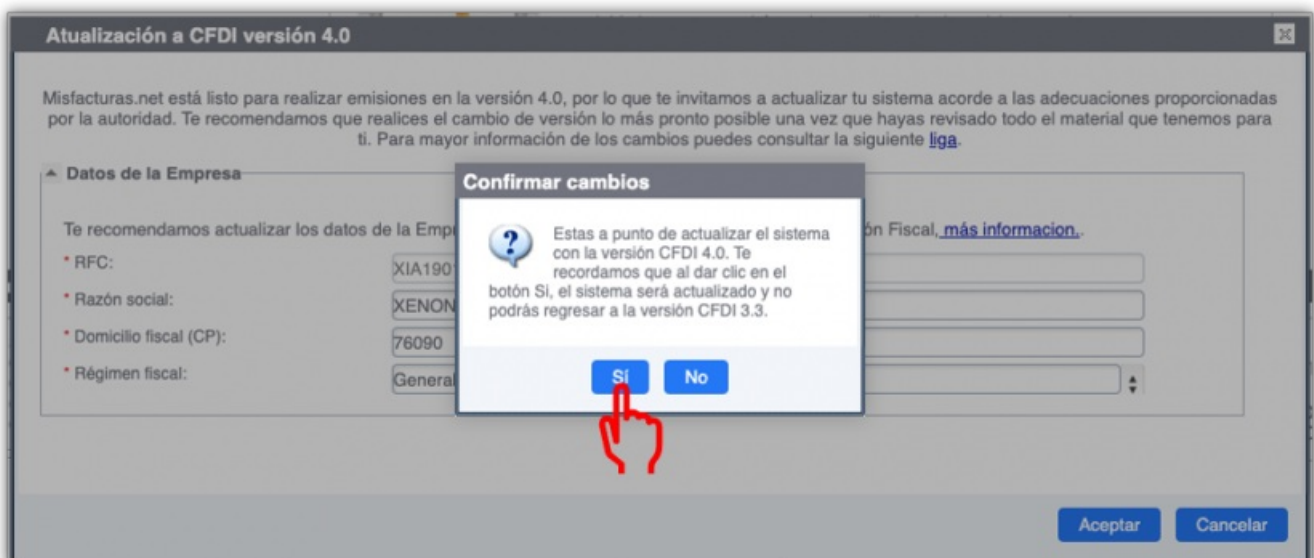 Atualización a CFDI versión 4.0
Misfacturas.net está listo para realizar emisiones en la versión 4.0, por lo que te invitamos a actualizar tu sistema acorde a las adecuaciones proporcionadas
por la autoridad. Te recomendamos que realices el cambio de versión lo más pronto posible una vez que hayas revisado todo el material que tenemos para
ti. Para mayor información de los cambios puedes consultar la siguiente liga.
Datos de la Empresa
Te recomendamos actualizar los datos de la Fiscal, más informacion..
* RFC:
XIA190
* Razón social:
XENON
* Domicilio fiscal (CP):
76090
* Régimen fiscal:
General
Confirmar cambios
Estas a punto de actualizar el sistema
con la versión CFDI 4.0. Te
recordamos que al dar clic en el
botón Si, el sistema será actualizado y no
podrás regresar a la versión CFDI 3.3.
Sí
No
Aceptar
Cancelar